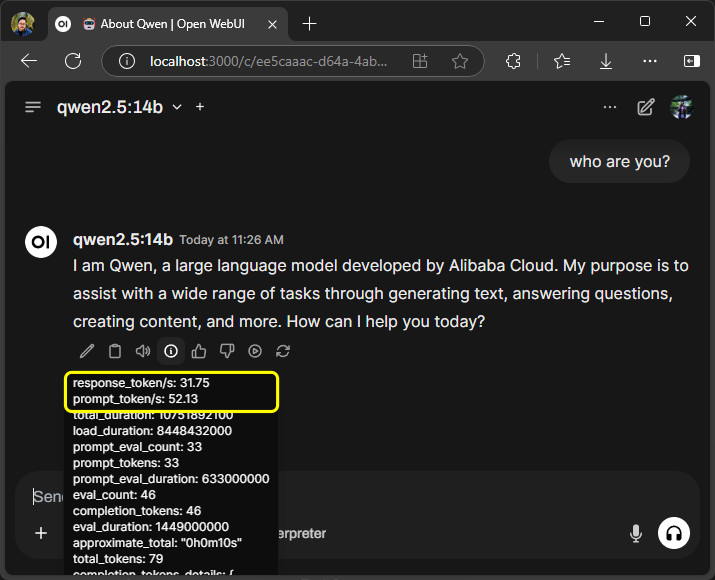 About Qwen | Open WebUI
localhost:3000/c/ee5caaac-d64a-4ab...
qwen2.5:14b
who are you?
OI
qwen2.5:14b Today at 11:26 AM
I am Qwen, a large language model developed by Alibaba Cloud. My purpose is to
assist with a wide range of tasks through generating text, answering questions,
creating content, and more. How can I help you today?
response_token/s: 31.75
prompt_token/s: 52.13
total_duration: 10751892100
load_duration: 8448432000
prompt_eval_count: 33
prompt_tokens: 33
prompt_eval_duration: 633000000
Send
eval_count: 46
completion_tokens: 46
eval_duration: 1449000000
erpreter
approximate_total: "0h0m10s"
total_tokens: 79
completion_tokens_details: {